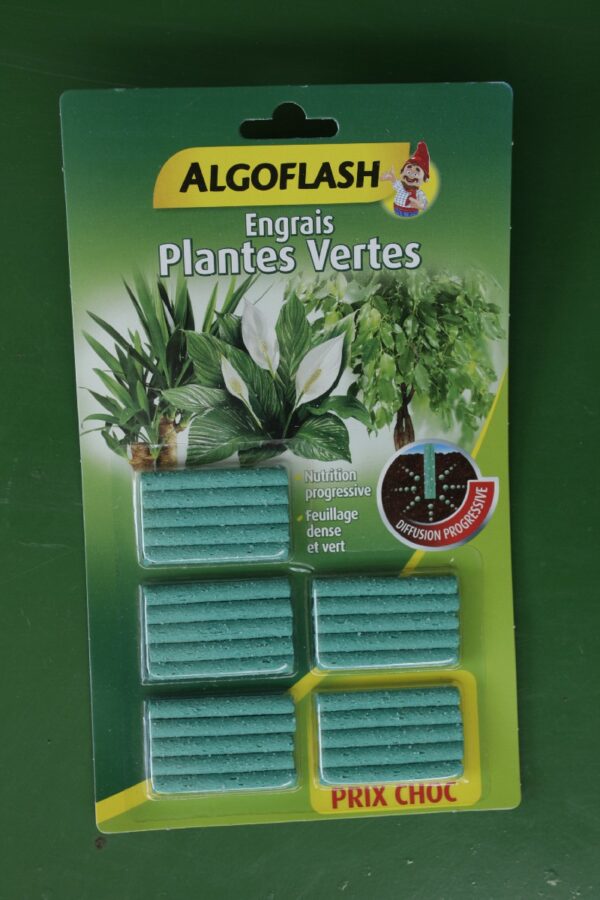 ALGOFLASH
Engrais
Plantes Vertes
Nutrition
progressive
Feuillage
dense
et vert
DIFFUSION PROGRESSIVE
PRIX CHOC